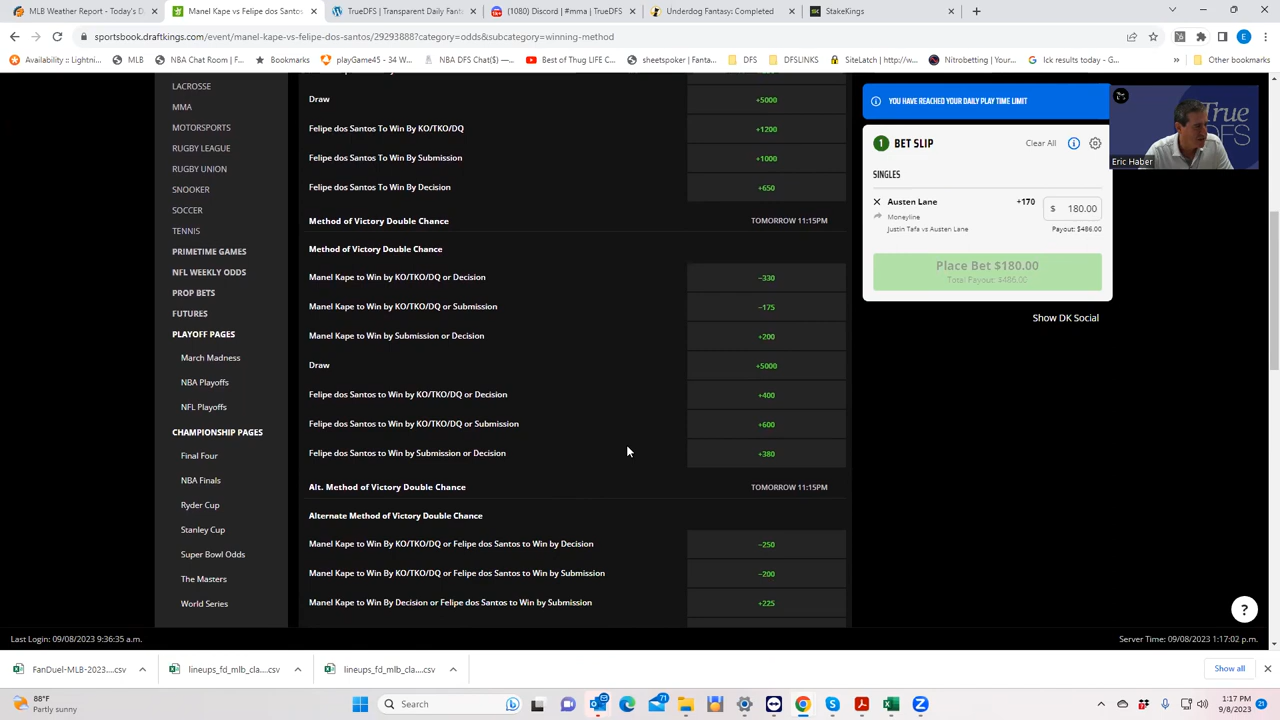 MLB Weather Report - Today's D
Manel Kape vs Felipe dos Santos
TrueDFS | Transparent Daily Fant
(1080) Discord | #mma | TrueDFS
Underdog Fantasy: Completed
StakeKings
sportsbook.draftkings.com/event/manel-kape-vs-felipe-dos-santos/29293888?category=odds&subcategory=winning-method
E
Availability :: Lightni...
MLB
NBA Chat Room ( F...
Bookmarks
playGame45 - 34 W...
NBA DFS Chat($)—...
Best of Thug LIFE C...
sheetspoker | Fanta...
DFS
DFSLINKS
SiteLatch | http://w...
Nitrobetting | Your...
Ick results today - G...
Other bookmarks
LACROSSE
MMA
MOTORSPORTS
RUGBY LEAGUE
RUGBY UNION
SNOOKER
SOCCER
TENNIS
PRIMETIME GAMES
NFL WEEKLY ODDS
PROP BETS
FUTURES
PLAYOFF PAGES
March Madness
NBA Playoffs
NFL Playoffs
CHAMPIONSHIP PAGES
Final Four
NBA Finals
Ryder Cup
Stanley Cup
Super Bowl Odds
The Masters
World Series
Draw +5000
Felipe dos Santos To Win By KO/TKO/DQ +1200
Felipe dos Santos To Win By Submission +1000
Felipe dos Santos To Win By Decision +650
Method of Victory Double Chance TOMORROW 11:15PM
Method of Victory Double Chance
Manel Kape to Win by KO/TKO/DQ or Decision −330
Manel Kape to Win by KO/TKO/DQ or Submission −175
Manel Kape to Win by Submission or Decision +200
Draw +5000
Felipe dos Santos to Win by KO/TKO/DQ or Decision +400
Felipe dos Santos to Win by KO/TKO/DQ or Submission +600
Felipe dos Santos to Win by Submission or Decision +380
Alt. Method of Victory Double Chance TOMORROW 11:15PM
Alternate Method of Victory Double Chance
Manel Kape to Win By KO/TKO/DQ or Felipe dos Santos to Win by Decision −250
Manel Kape to Win By KO/TKO/DQ or Felipe dos Santos to Win by Submission −200
Manel Kape to Win By Decision or Felipe dos Santos to Win by Submission +225
YOU HAVE REACHED YOUR DAILY PLAY TIME LIMIT
1 BET SLIP Clear All
SINGLES
Austen Lane +170 $ 180.00
Moneyline
Justin Tafa vs Austen Lane Payout: $486.00
Place Bet $180.00
Total Payout: $486.00
Show DK Social
True
DFS
Eric Haber
?
Last Login: 09/08/2023 9:36:35 a.m.
Server Time: 09/08/2023 1:17:02 p.m.
FanDuel-MLB-2023....csv
lineups_fd_mlb_cla....csv
lineups_fd_mlb_cla....csv
Show all
88°F
Partly sunny
Search
71
1:17 PM
9/8/2023
21